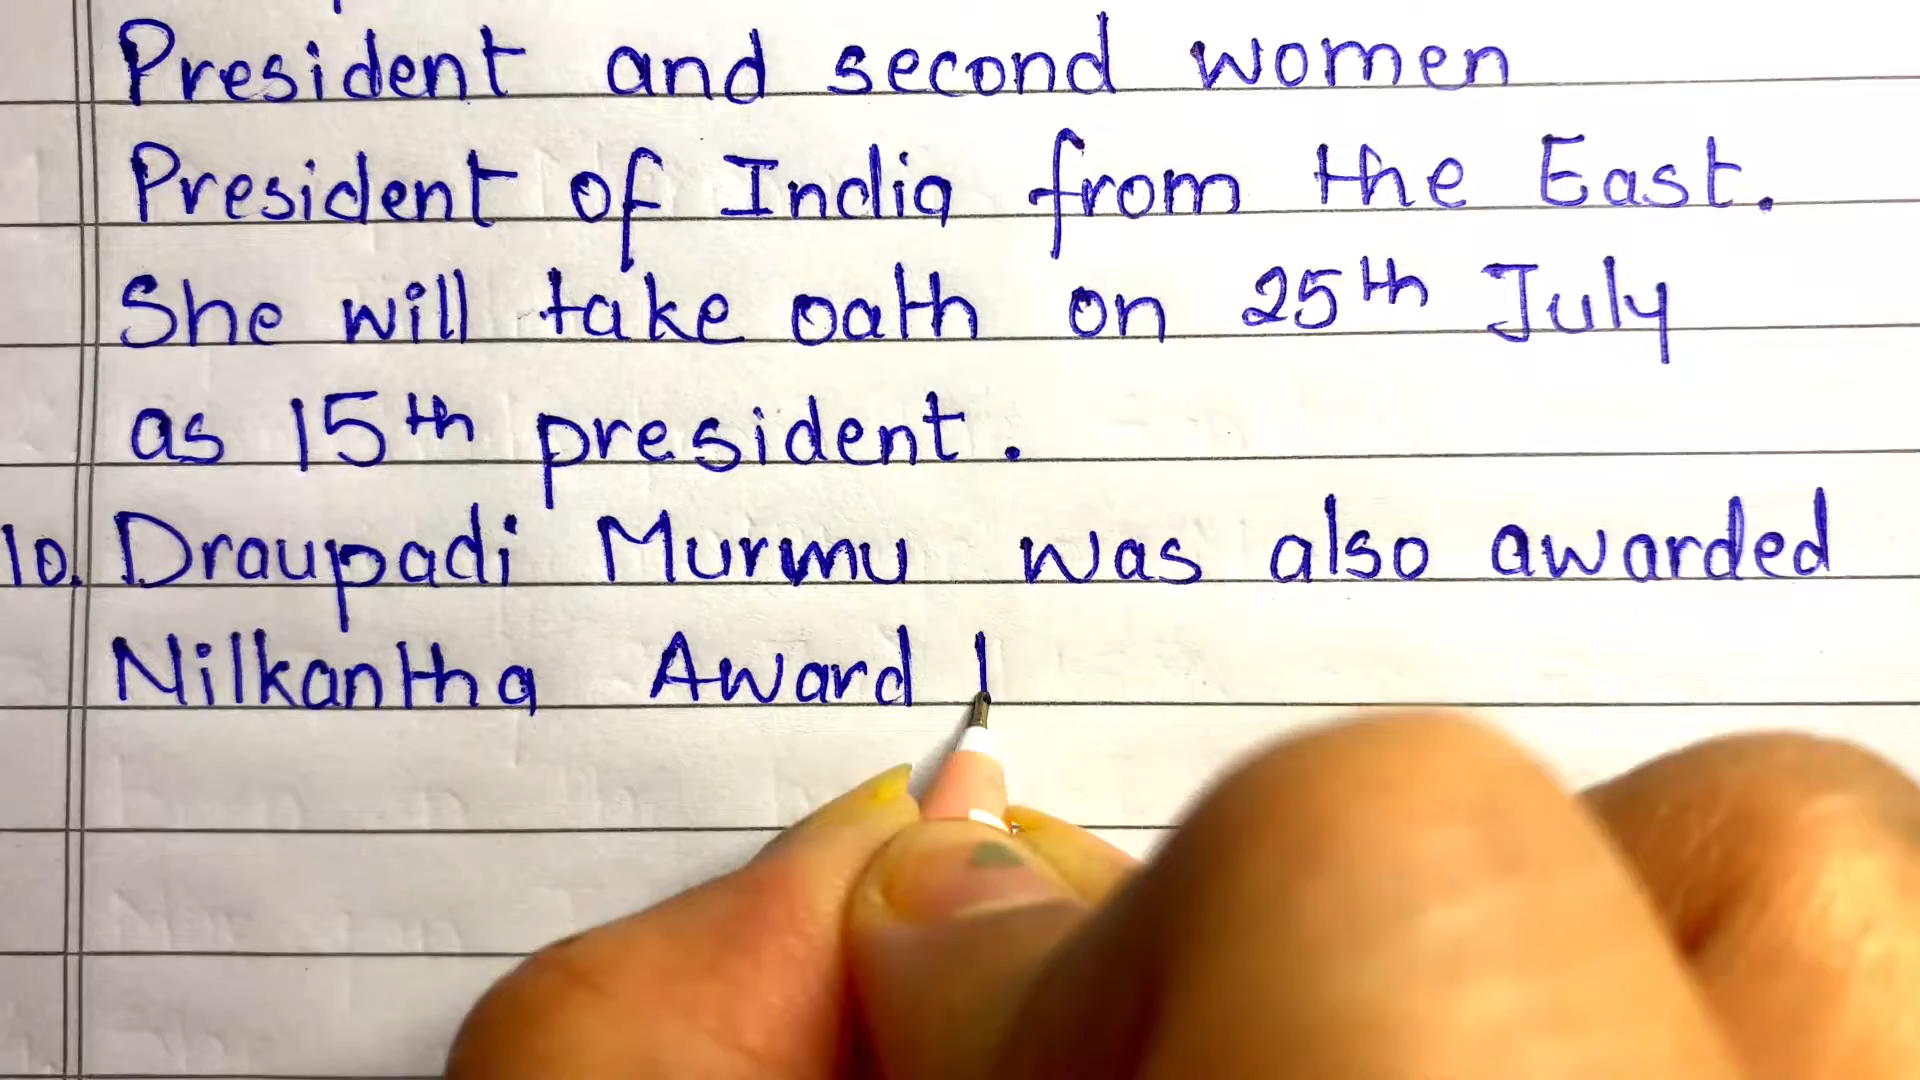 President and second women
President of India from the East.
She will take oath on 25th July
as 15th president.
10. Draupadi Murmu was also awarded
Nilkantha Award